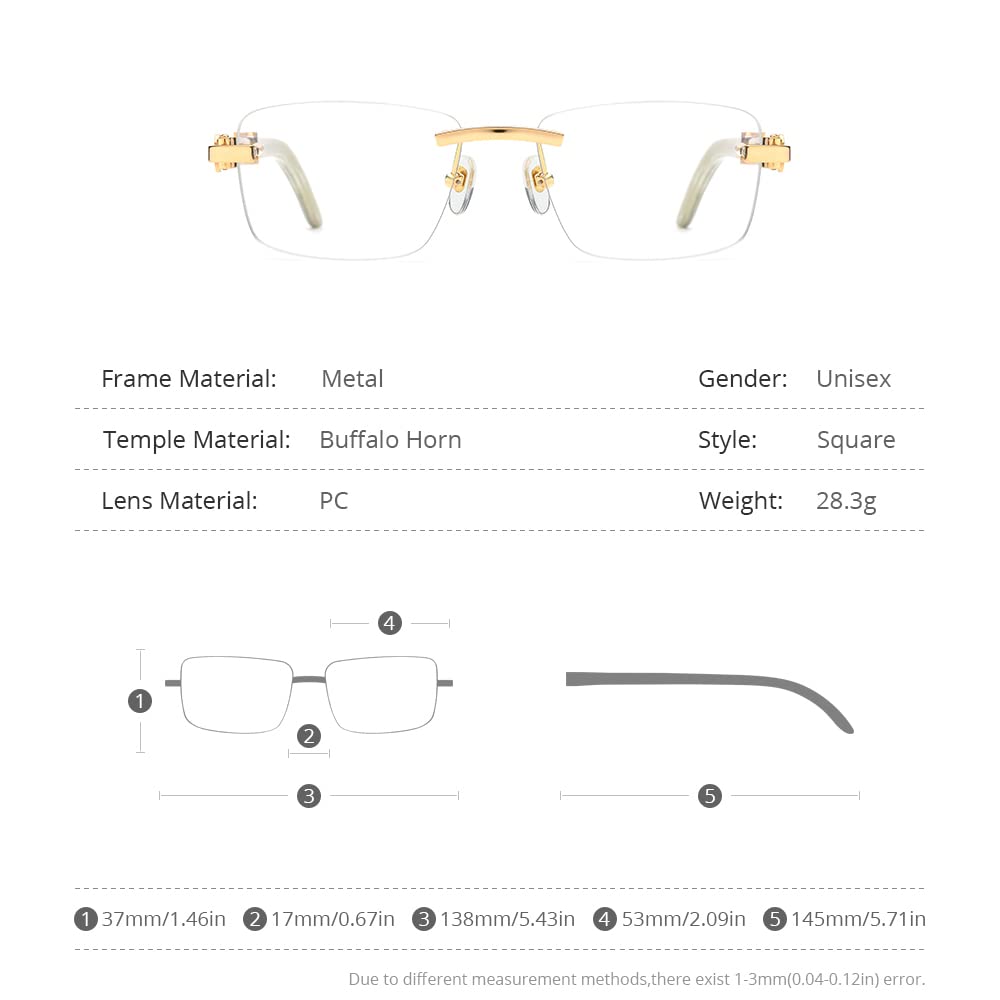 Frame Material: Metal Gender: Unisex
Temple Material: Buffalo Horn Style: Square
Lens Material: PC Weight: 28.3g
4
1
2
3 5
1 37mm/1.46in 2 17mm/0.67in 3 138mm/5.43in 4 53mm/2.09in 5 145mm/5.71in
Due to different measurement methods,there exist 1-3mm(0.04-0.12in) error.